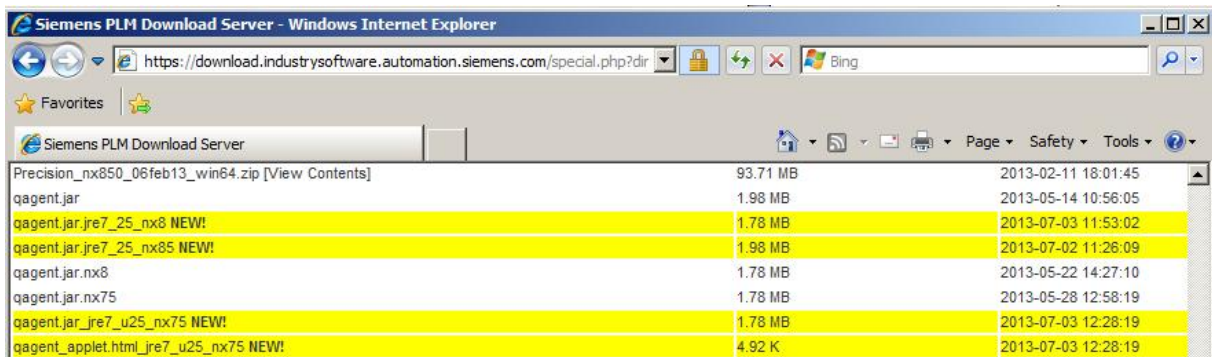 Siemens PLM Download Server - Windows Internet Explorer
https://download.industrysoftware.automation.siemens.com/special.php?dir Bing
Favorites
Siemens PLM Download Server Page Safety Tools
Precision_nx850_06feb13_win64.zip [View Contents] 93.71 MB 2013-02-11 18:01:45
qagent.jar 1.98 MB 2013-05-14 10:56:05
qagent.jar.jre7_25_nx8 NEW! 1.78 MB 2013-07-03 11:53:02
qagent.jar.jre7_25_nx85 NEW! 1.98 MB 2013-07-02 11:26:09
qagent.jar.nx8 1.78 MB 2013-05-22 14:27:10
qagent.jar.nx75 1.78 MB 2013-05-28 12:58:19
qagent.jar_jre7_u25_nx75 NEW! 1.78 MB 2013-07-03 12:28:19
qagent_applet.html_jre7_u25_nx75 NEW! 4.92 K 2013-07-03 12:28:19